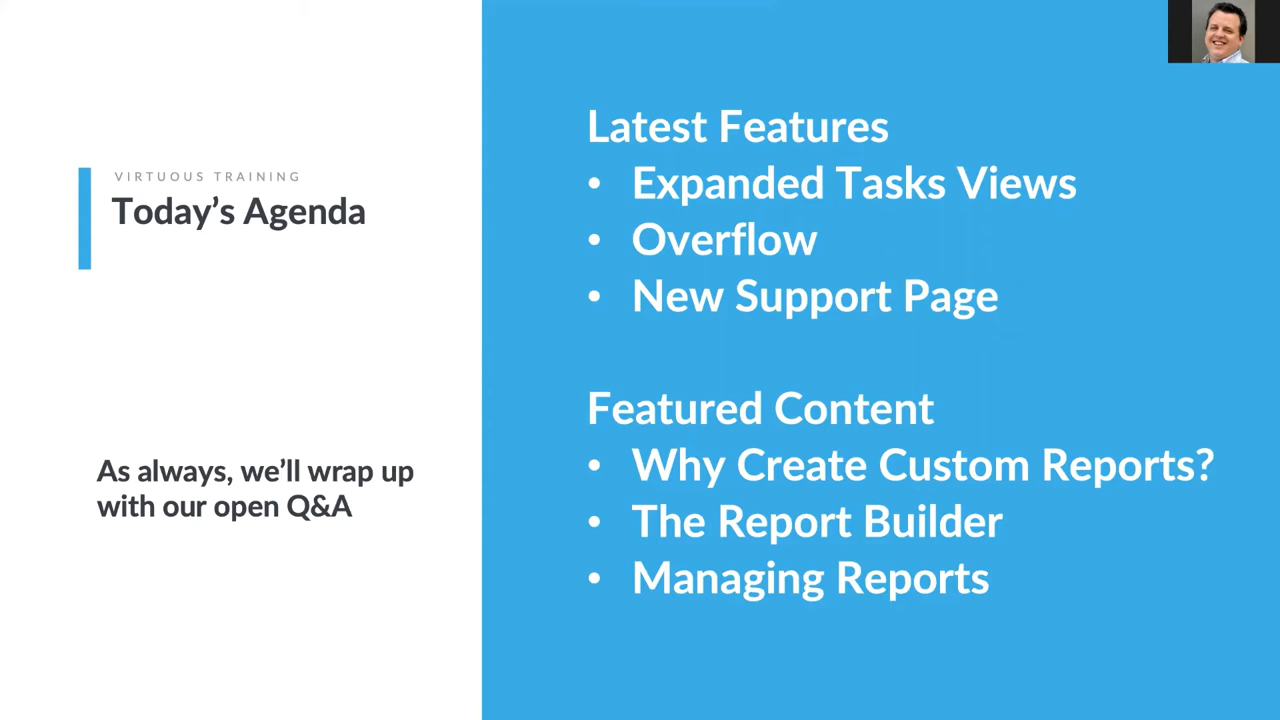 VIRTUOUS TRAINING
Today’s Agenda
As always, we’ll wrap up
with our open Q&A
Latest Features
• Expanded Tasks Views
• Overflow
• New Support Page
Featured Content
• Why Create Custom Reports?
• The Report Builder
• Managing Reports